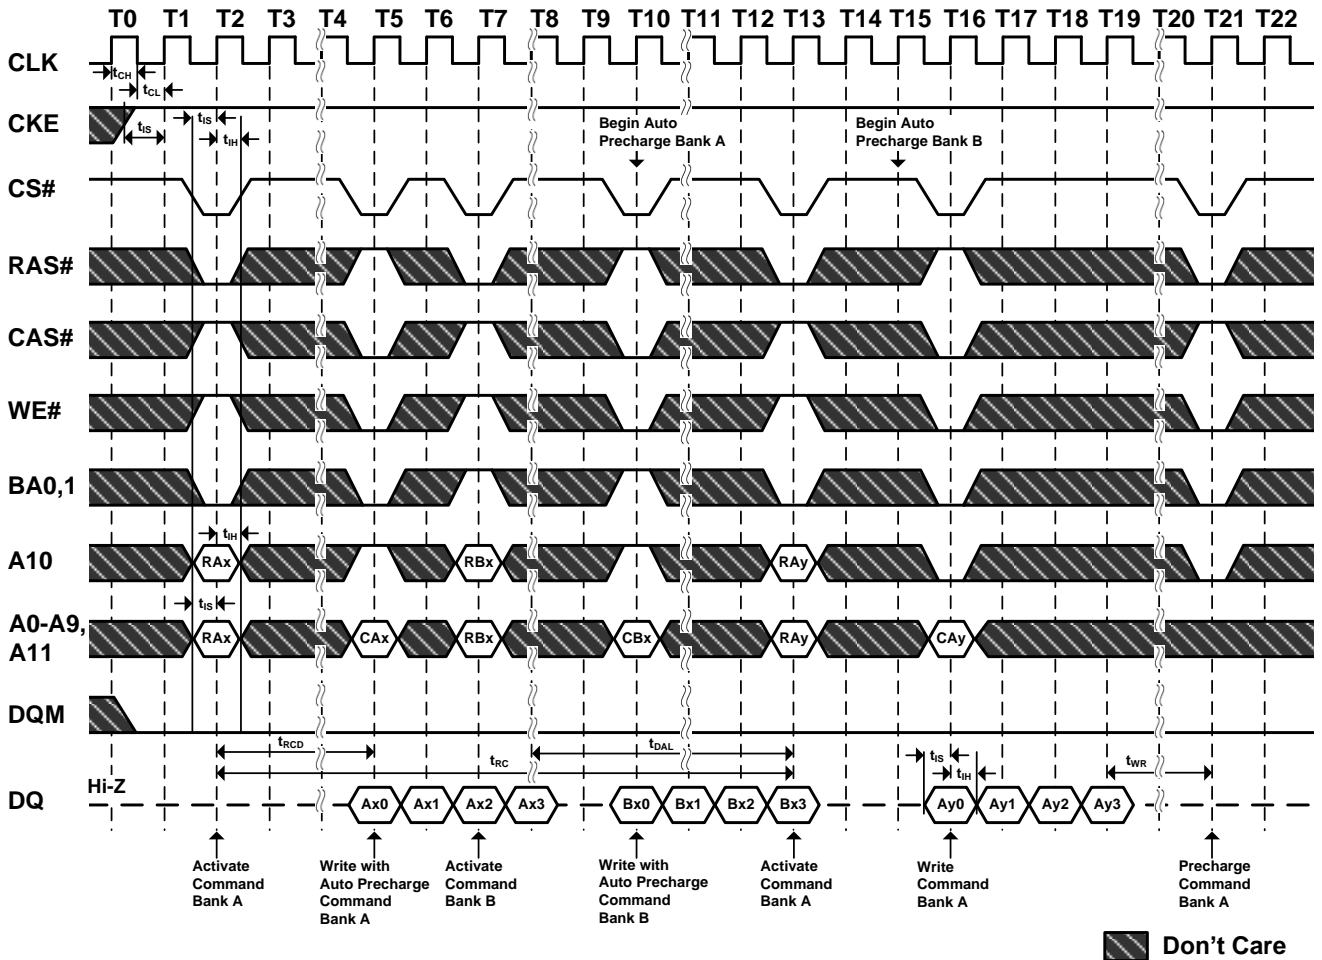 T0 T1 T2 T3 T4 T5 T6 T7 T8 T9 T10 T11 T12 T13 T14 T15 T16 T17 T18 T19 T20 T21 T22
CLK
tCH
tCL
CKE
tIS
tIS
tIH
Begin Auto
Precharge Bank A
Begin Auto
Precharge Bank B
CS#
RAS#
CAS#
WE#
BA0,1
tIH
A10
RAx RBx RAy
tIS
A0-A9,
A11
RAx CAx RBx CBx RAy CAy
DQM
tRCD
tDAL
tRC
tIS
tIH
tWR
Hi-Z
DQ
Ax0 Ax1 Ax2 Ax3 Bx0 Bx1 Bx2 Bx3 Ay0 Ay1 Ay2 Ay3
Activate
Command
Bank A
Write with
Auto Precharge
Command
Bank A
Activate
Command
Bank B
Write with
Auto Precharge
Command
Bank B
Activate
Command
Bank A
Write
Command
Bank A
Precharge
Command
Bank A
Don't Care